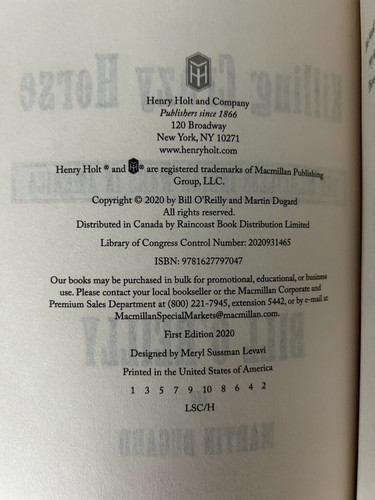 Henry Holt and Company
Publishers since 1866
120 Broadway
New York, NY 10271
www.henryholt.com
Henry Holt ® and H® are registered trademarks of Macmillan Publishing
Group, LLC.
Copyright © 2020 by Bill O'Reilly and Martin Dugard
All rights reserved.
Distributed in Canada by Raincoast Book Distribution Limited
Library of Congress Control Number: 2020931465
ISBN: 9781627797047
Our books may be purchased in bulk for promotional, educational, or business
use. Please contact your local bookseller or the Macmillan Corporate and
Premium Sales Department at (800) 221-7945, extension 5442, or by e-mail at
MacmillanSpecialMarkets@macmillan.com.
First Edition 2020
Designed by Meryl Sussman Levavi
Printed in the United States of America
1 3 5 7 9 10 8 6 4 2
LSC/H